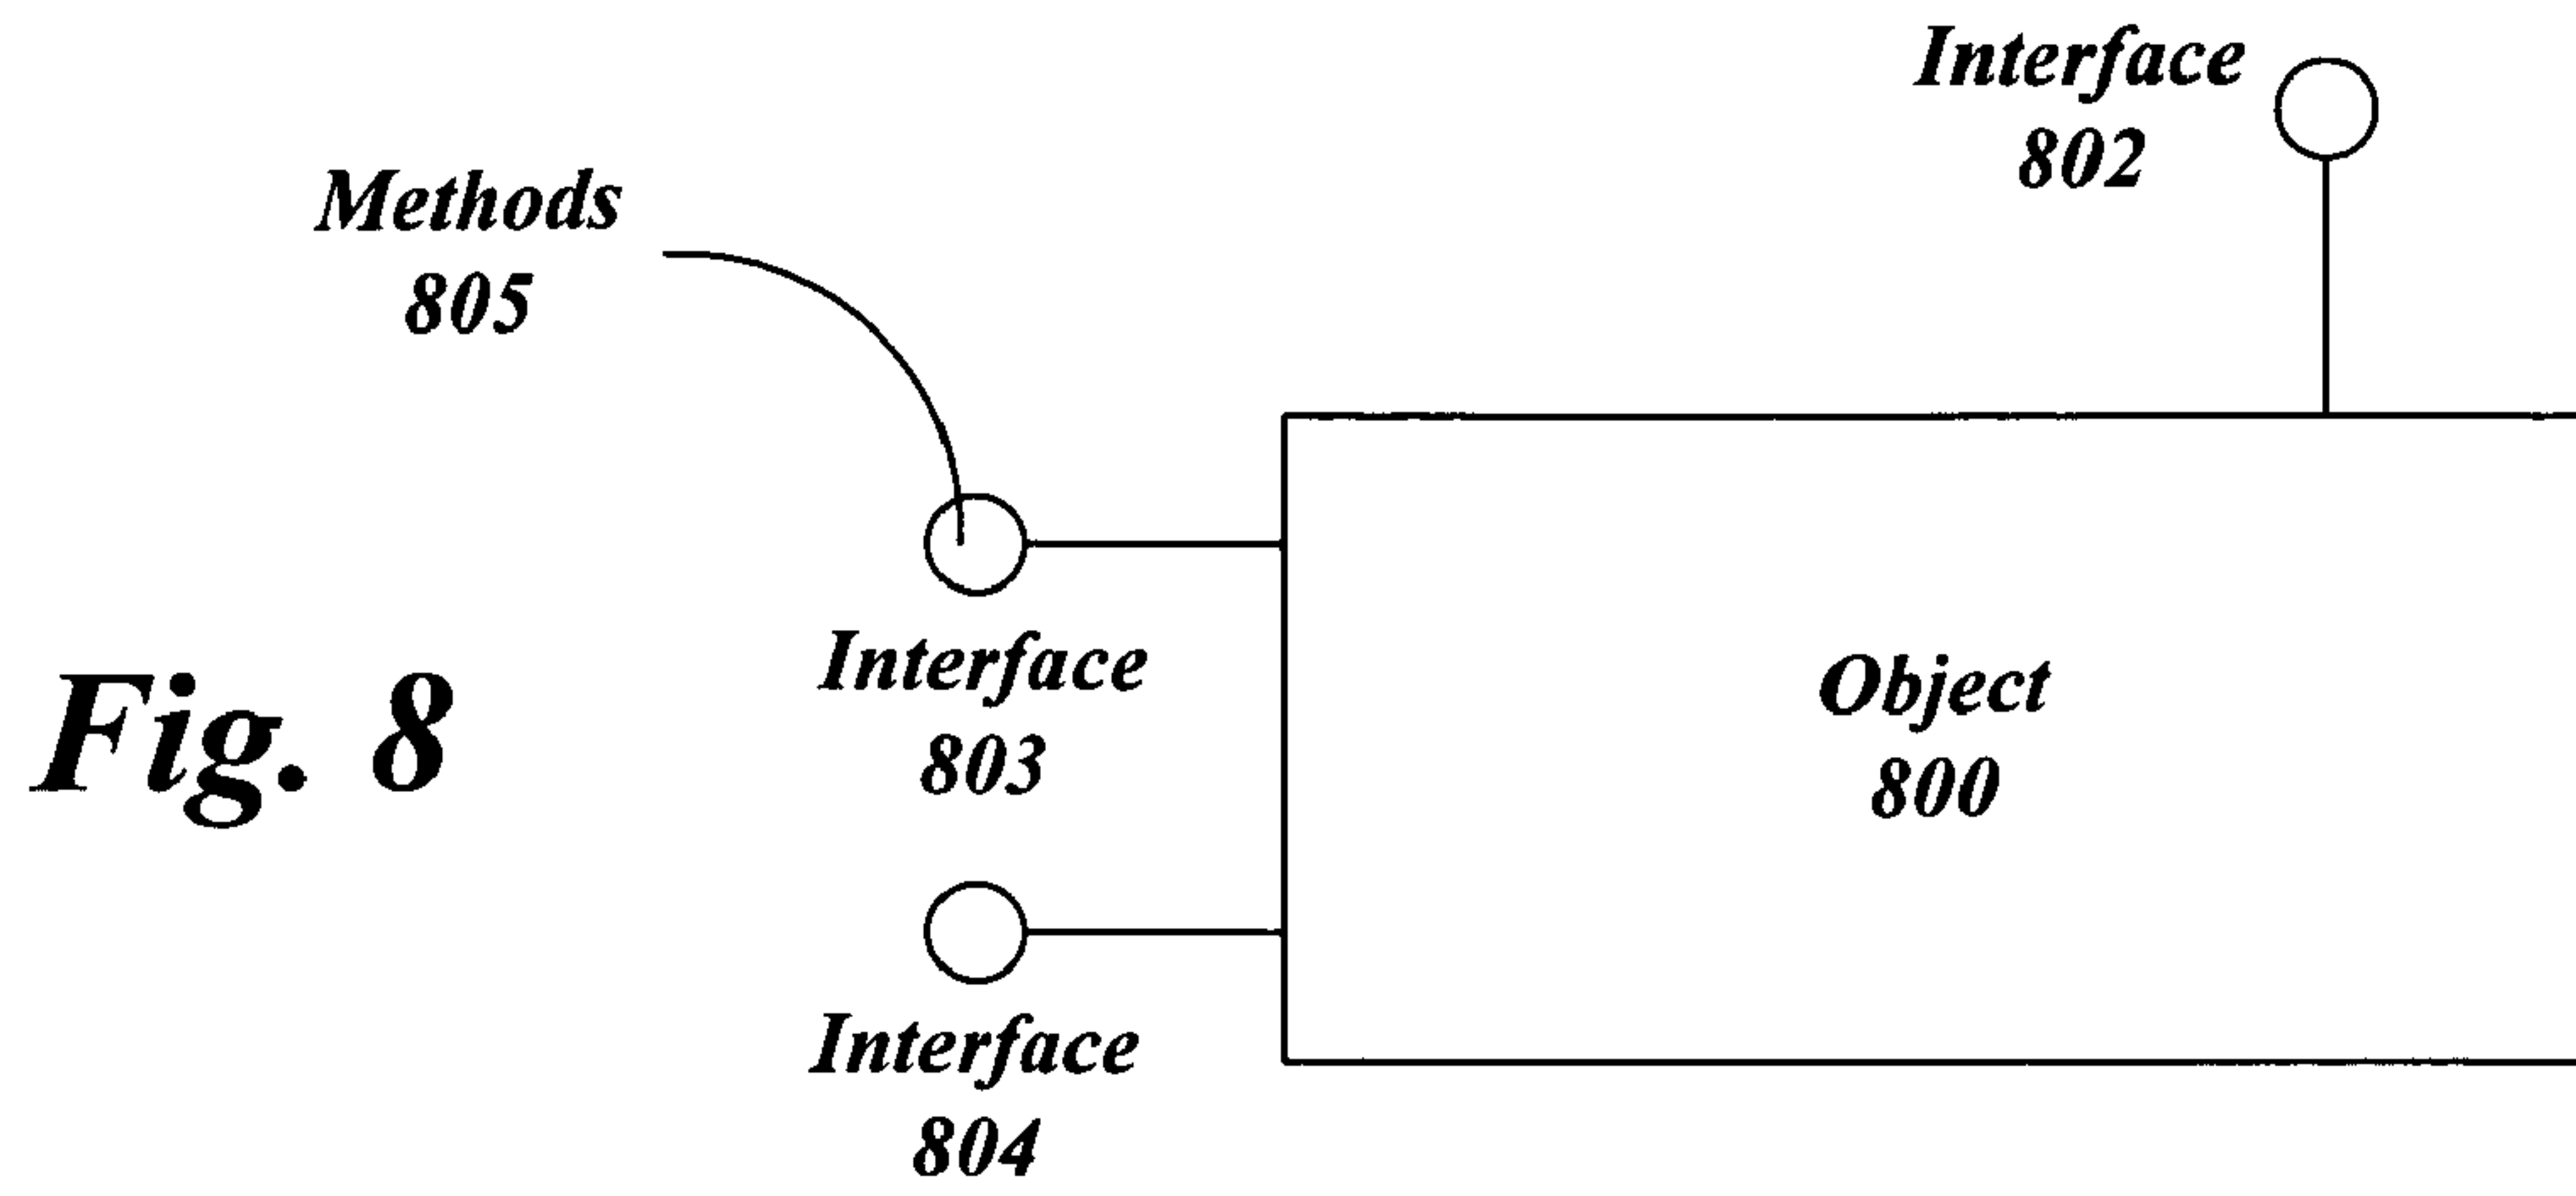 Interface
802
Methods
805
Interface
803
Object
800
Fig. 8
Interface
804